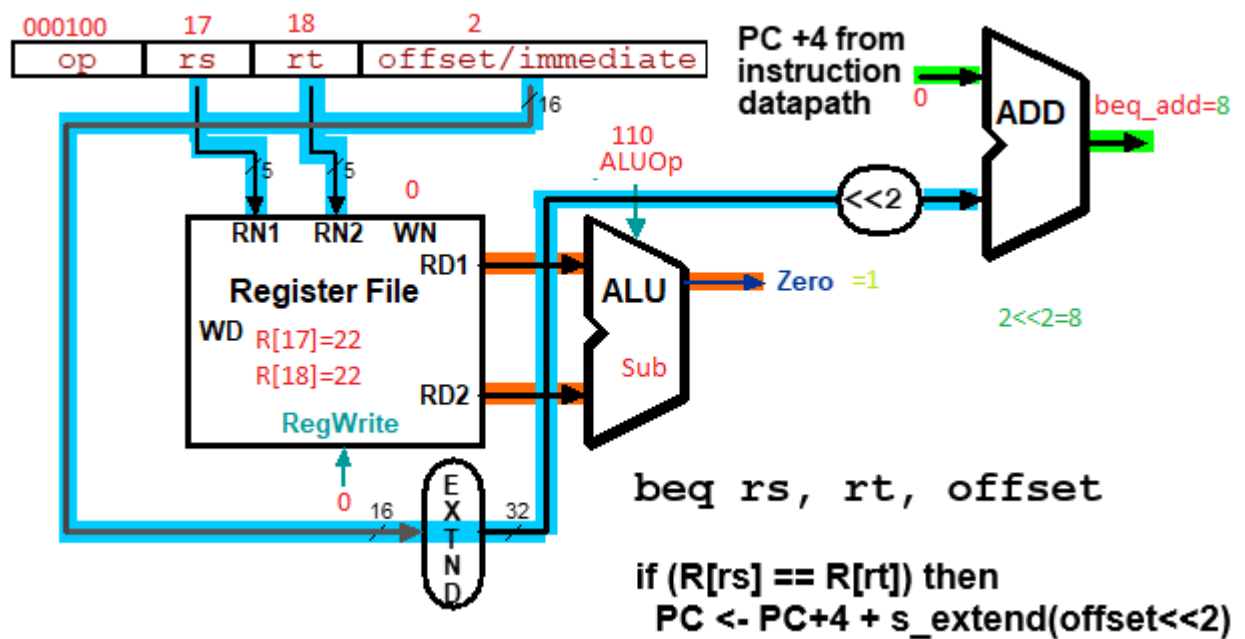 000100 17 18 2
op rs rt offset/immediate
PC +4 from
instruction
datapath
0
ADD
beq_add=8
16
5 5
0
110
ALUOp
<<2
RN1 RN2 WN
RD1
Register File
ALU
Zero =1
WD
R[17]=22
R[18]=22
2<<2=8
Sub
RD2
RegWrite
0
16
EXTND
32
beq rs, rt, offset
if (R[rs] == R[rt]) then
PC <- PC+4 + s_extend(offset<<2)